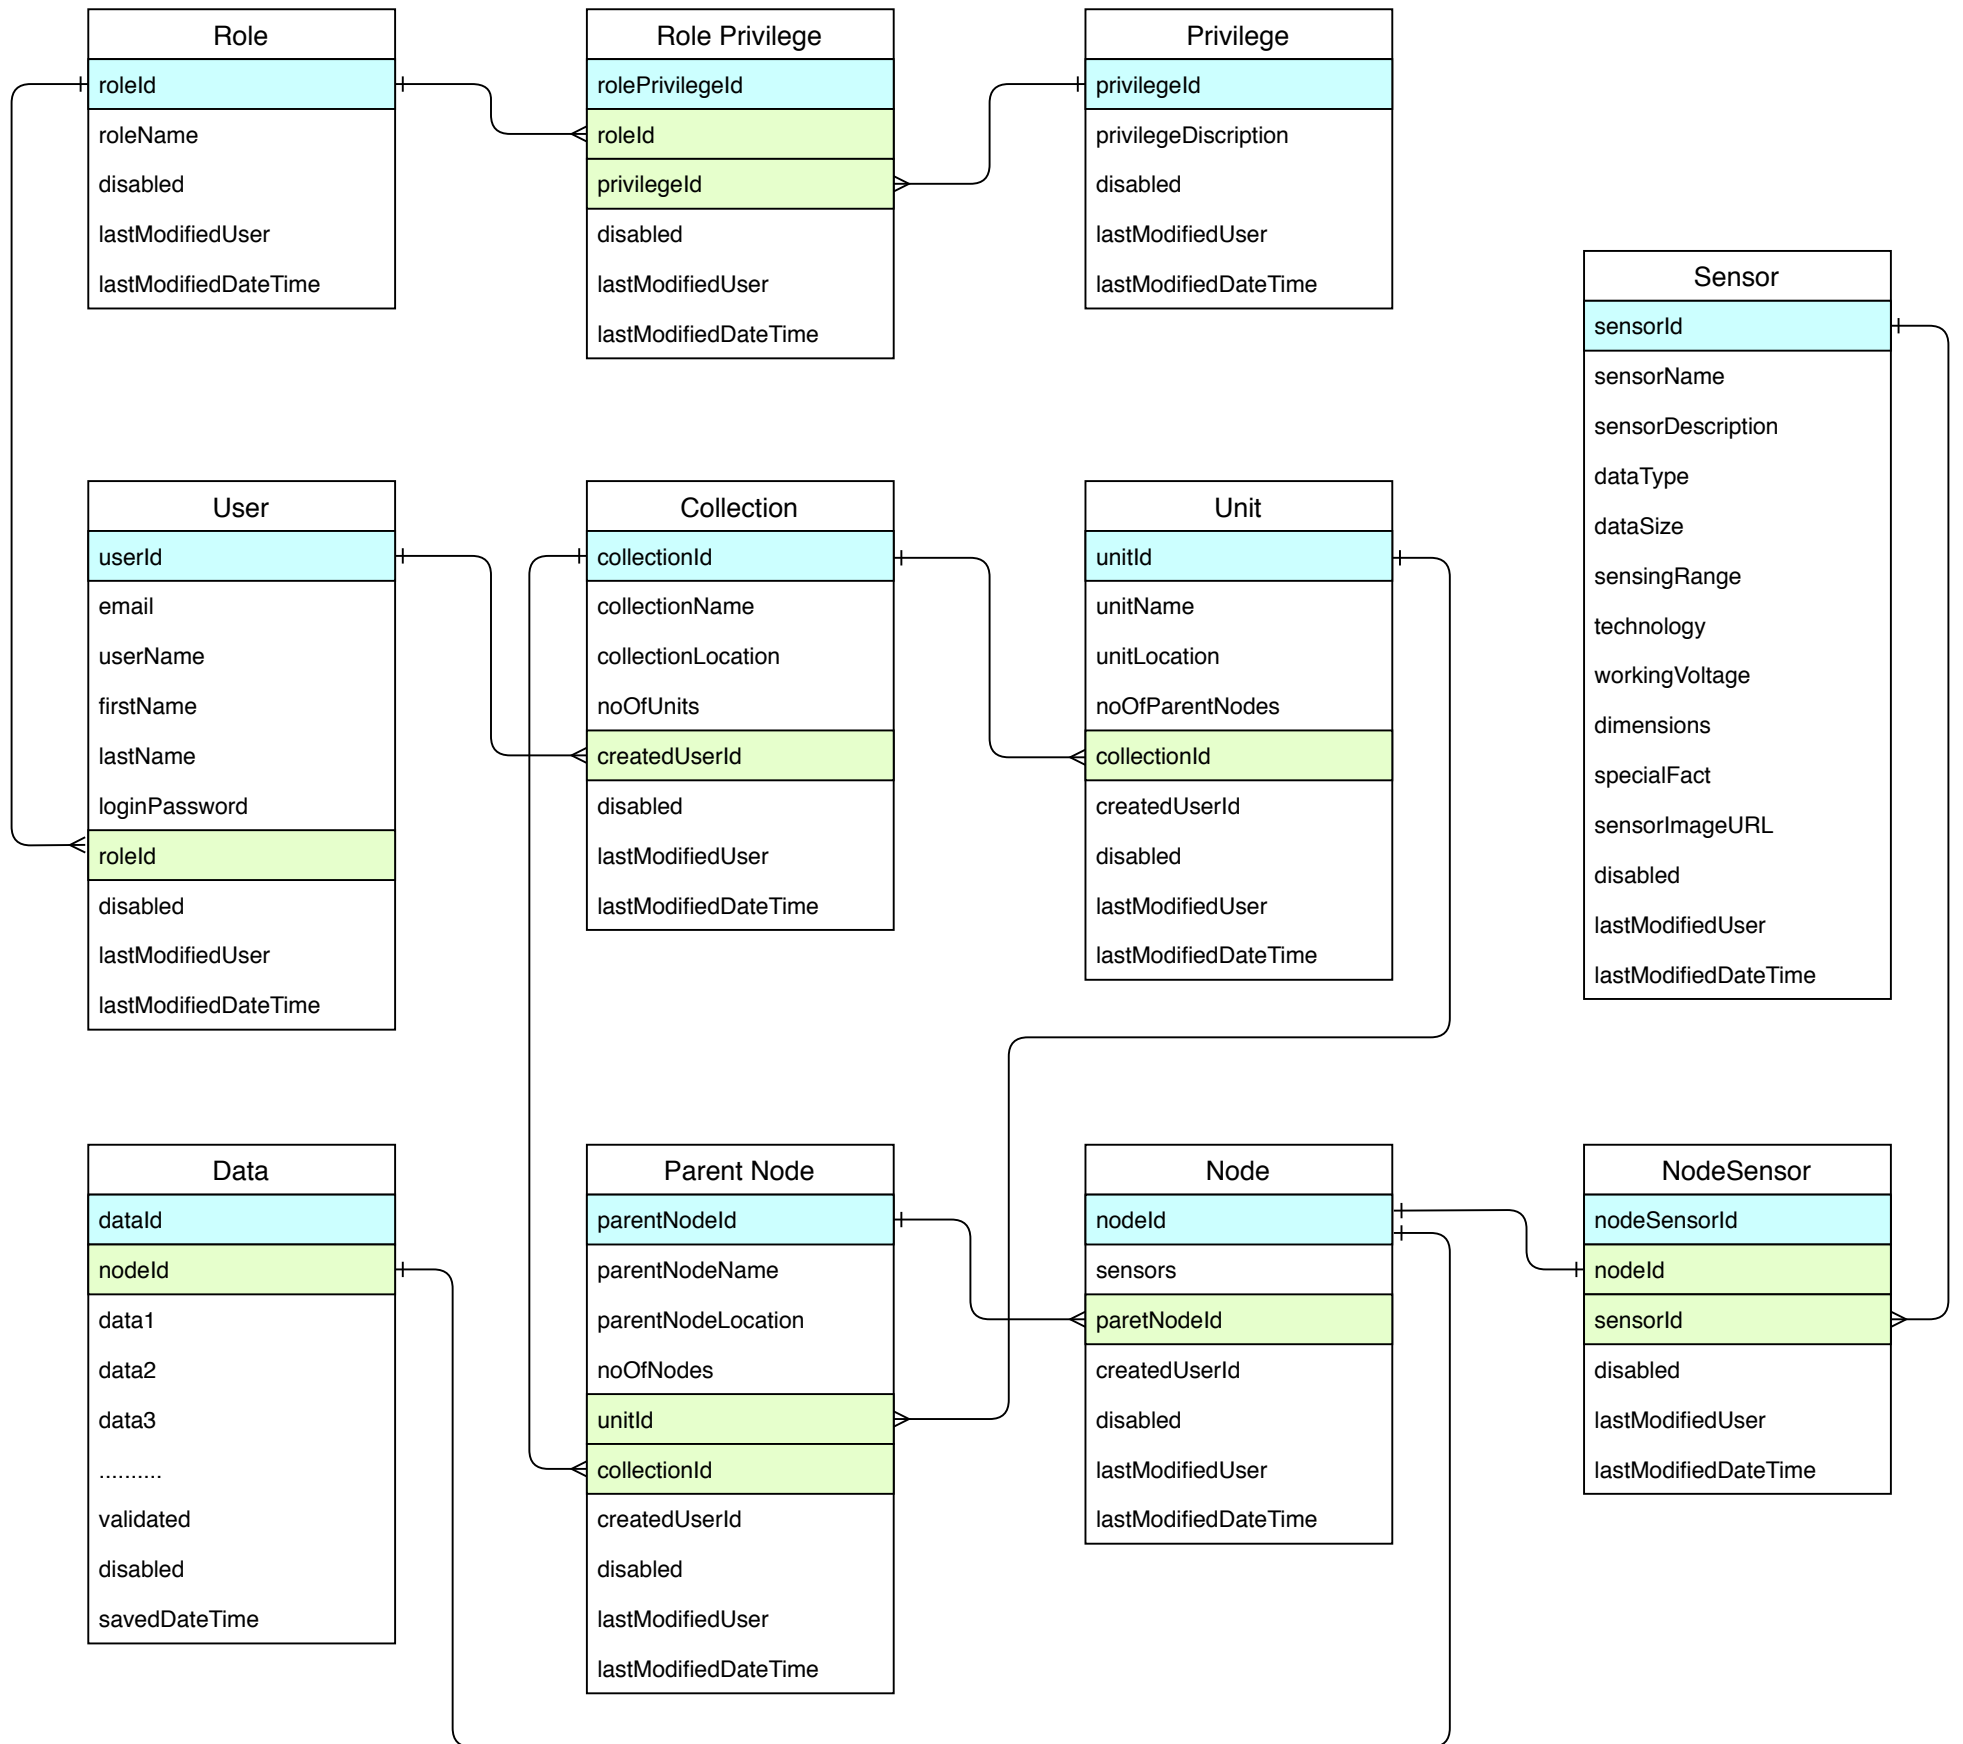 Role
roleId
roleName
disabled
lastModifiedUser
lastModifiedDateTime
Role Privilege
rolePrivilegeId
roleId
privilegeId
disabled
lastModifiedUser
lastModifiedDateTime
Privilege
privilegeId
privilegeDiscription
disabled
lastModifiedUser
lastModifiedDateTime
Sensor
sensorId
sensorName
sensorDescription
dataType
dataSize
sensingRange
technology
workingVoltage
dimensions
specialFact
sensorImageURL
disabled
lastModifiedUser
lastModifiedDateTime
User
userId
email
userName
firstName
lastName
loginPassword
roleId
disabled
lastModifiedUser
lastModifiedDateTime
Collection
collectionId
collectionName
collectionLocation
noOfUnits
createdUserId
disabled
lastModifiedUser
lastModifiedDateTime
Unit
unitId
unitName
unitLocation
noOfParentNodes
collectionId
createdUserId
disabled
lastModifiedUser
lastModifiedDateTime
Data
dataId
nodeId
data1
data2
data3
..........
validated
disabled
savedDateTime
Parent Node
parentNodeId
parentNodeName
parentNodeLocation
noOfNodes
unitId
collectionId
createdUserId
disabled
lastModifiedUser
lastModifiedDateTime
Node
nodeId
sensors
paretNodeId
createdUserId
disabled
lastModifiedUser
lastModifiedDateTime
NodeSensor
nodeSensorId
nodeId
sensorId
disabled
lastModifiedUser
lastModifiedDateTime